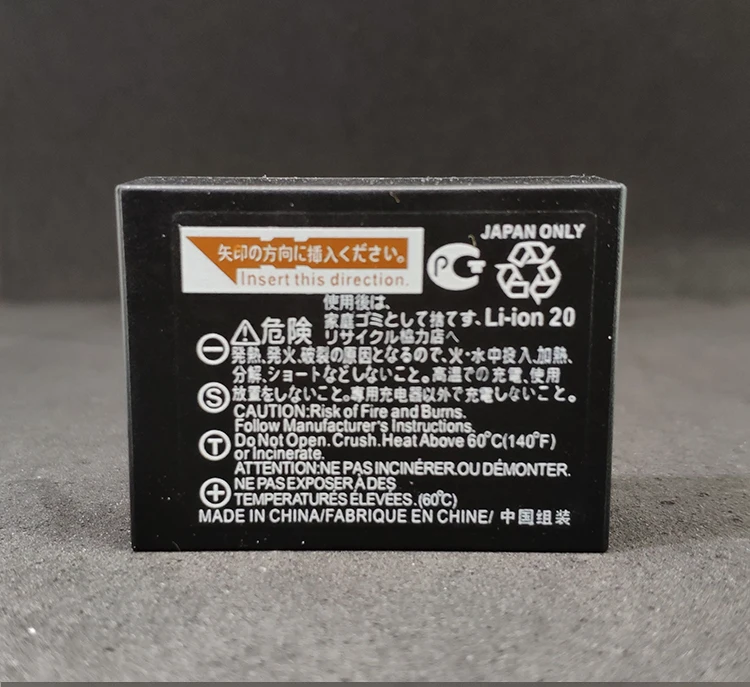 矢印の方向に挿入ください。
Insert this direction.
JAPAN ONLY
使用後は、
家庭ゴミとして捨てず、
リサイクル協力店へ
Li-ion 20
⚠危険
発熱,発火,破裂の原因となるので、火・水中投入,加熱,
分解,ショートなどしないこと。高温での充電、使用
放置をしないこと。専用充电器以外で充電しないこと。
CAUTION:Risk of Fire and Burns.
Follow Manufacturer's Instructions.
Do Not Open. Crush.Heat Above 60°C(140°F)
or Incinerate.
ATTENTION:NE PAS INCINÉRER.OU DÉMONTER.
NE PAS EXPOSER À DES
TEMPÉRATURES ÉLEVÉES.(60°C)
MADE IN CHINA/FABRIQUE EN CHINE/ 中国组装
⊖
Ⓢ
Ⓣ
⊕